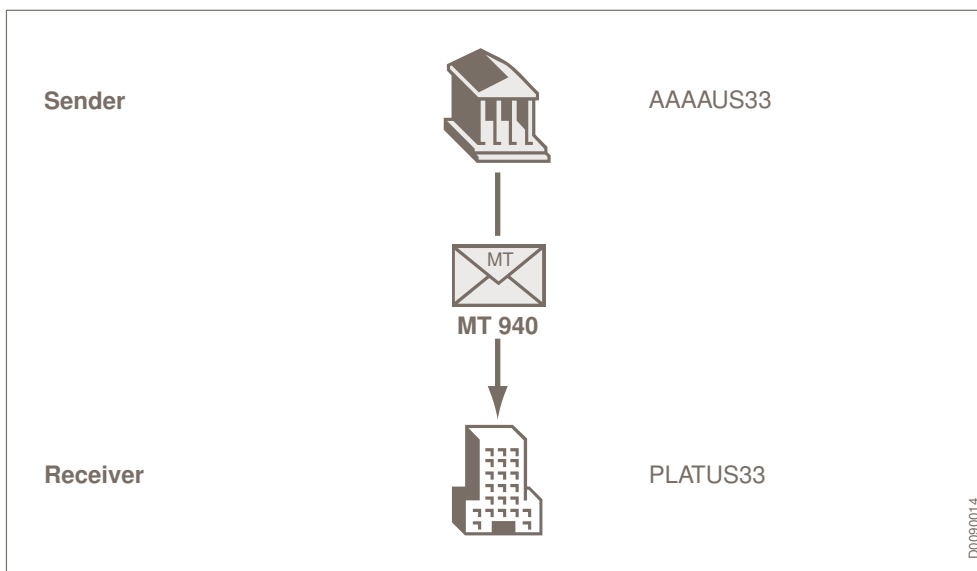 Sender
AAAAUS33
MT
MT 940
Receiver
PLATUS33
D0090014